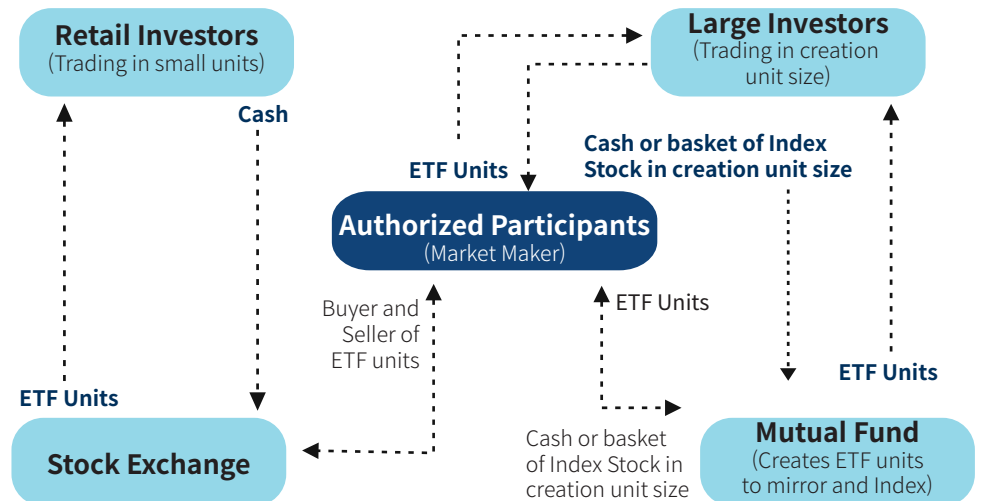 Retail Investors
(Trading in small units)
Large Investors
(Trading in creation
unit size)
Cash
ETF Units
Cash or basket of Index
Stock in creation unit size
Authorized Participants
(Market Maker)
Buyer and
Seller of
ETF units
ETF Units
ETF Units
ETF Units
Stock Exchange
Cash or basket
of Index Stock in
creation unit size
Mutual Fund
(Creates ETF units
to mirror and Index)